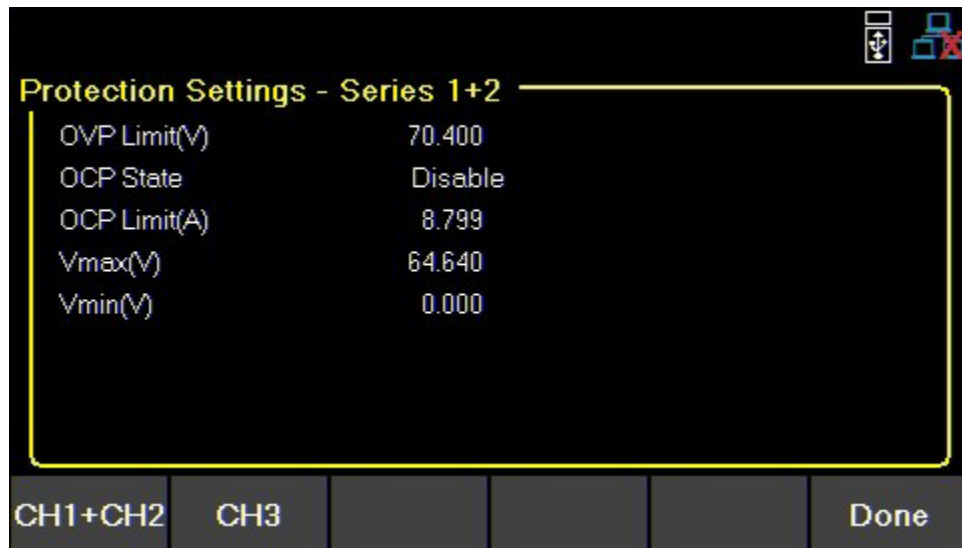 Protection Settings - Series 1+2
OVP Limit(V) 70.400
OCP State Disable
OCP Limit(A) 8.799
Vmax(V) 64.640
Vmin(V) 0.000
CH1+CH2 CH3 Done